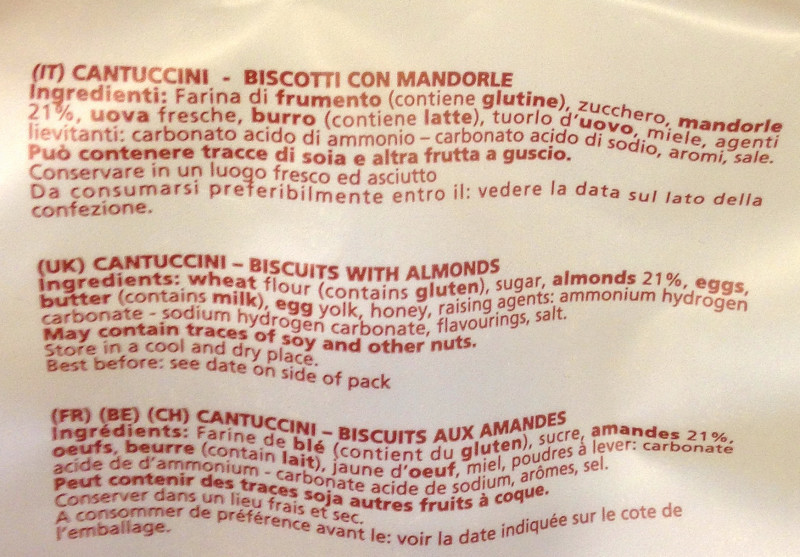 (IT) CANTUCCINI - BISCOTTI CON MANDORLE
Ingredienti: Farina di frumento (contiene glutine), zucchero, mandorle
21%, uova fresche, burro (contiene latte), tuorlo d'uovo, miele, agenti
lievitanti: carbonato acido di ammonio – carbonato acido di sodio, aromi, sale.
Può contenere tracce di soia e altra frutta a guscio.
Conservare in un luogo fresco ed asciutto
Da consumarsi preferibilmente entro il: vedere la data sul lato della
confezione.
(UK) CANTUCCINI – BISCUITS WITH ALMONDS
Ingredients: wheat flour (contains gluten), sugar, almonds 21%, eggs,
butter (contains milk), egg yolk, honey, raising agents: ammonium hydrogen
carbonate - sodium hydrogen carbonate, flavourings, salt.
May contain traces of soy and other nuts.
Store in a cool and dry place.
Best before: see date on side of pack
(FR) (BE) (CH) CANTUCCINI – BISCUITS AUX AMANDES
Ingrédients: Farine de blé (contient du gluten), sucre, amandes 21%,
oeufs, beurre (contain lait), jaune d'oeuf, miel, poudres à lever: carbonate
acide de d'ammonium - carbonate acide de sodium, arômes, sel.
Peut contenir des traces soja autres fruits à coque.
Conserver dans un lieu frais et sec.
A consommer de préférence avant le: voir la date indiquée sur le cote de
l'emballage.